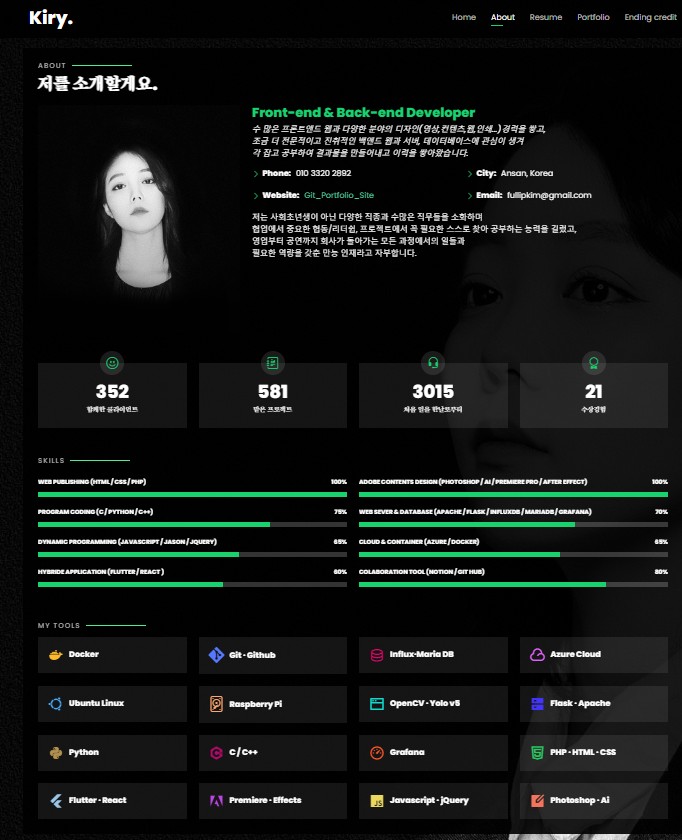 Kiry.
Home About Resume Portfolio Ending credit
ABOUT
저를 소개할게요.
Front-end & Back-end Developer
수 많은 프론트앤드 웹과 다양한 분야의 디자인(영상,컨텐츠,웹,인쇄...)경력을 쌓고,
조금 더 전문적이고 진취적인 백엔드 웹과 서버, 데이터베이스에 관심이 생겨
각 잡고 공부하여 결과물을 만들어내고 이력을 쌓아왔습니다.
Phone: 010 3320 2892
City: Ansan, Korea
Website: Git_Portfolio_Site
Email: fullipkim@gmail.com
저는 사회초년생이 아닌 다양한 직종과 수많은 직무들을 소화하며
협업에서 중요한 협동/리더쉽, 프로젝트에서 꼭 필요한 스스로 찾아 공부하는 능력을 길렀고,
영업부터 공연까지 회사가 돌아가는 모든 과정에서의 일들과
필요한 역량을 갖춘 만능 인재라고 자부합니다.
352
함께한 클라이언트
581
맡은 프로젝트
3015
처음 일을 한날로부터
21
수상경험
SKILLS
WEB PUBLISHING (HTML / CSS / PHP) 100%
ADOBE CONTENTS DESIGN (PHOTOSHOP / AI / PREMIERE PRO / AFTER EFFECT) 100%
PROGRAM CODING (C / PYTHON / C++) 75%
WEB SEVER & DATABASE (APACHE / FLASK / INFLUXDB / MARIADB / GRAFANA) 70%
DYNAMIC PROGRAMMING (JAVASCRIPT / JASON / JQUERY) 65%
CLOUD & CONTAINER (AZURE / DOCKER) 65%
HYBRIDE APPLICATION (FLUTTER / REACT ) 60%
COLABORATION TOOL (NOTION / GIT HUB) 80%
MY TOOLS
Docker
Git · Github
Influx·Maria DB
Azure Cloud
Ubuntu Linux
Raspberry Pi
OpenCV · Yolo v5
Flask · Apache
Python
C / C++
Grafana
PHP · HTML · CSS
Flutter · React
Premiere · Effects
JS
Javascript · jQuery
Photoshop · Ai